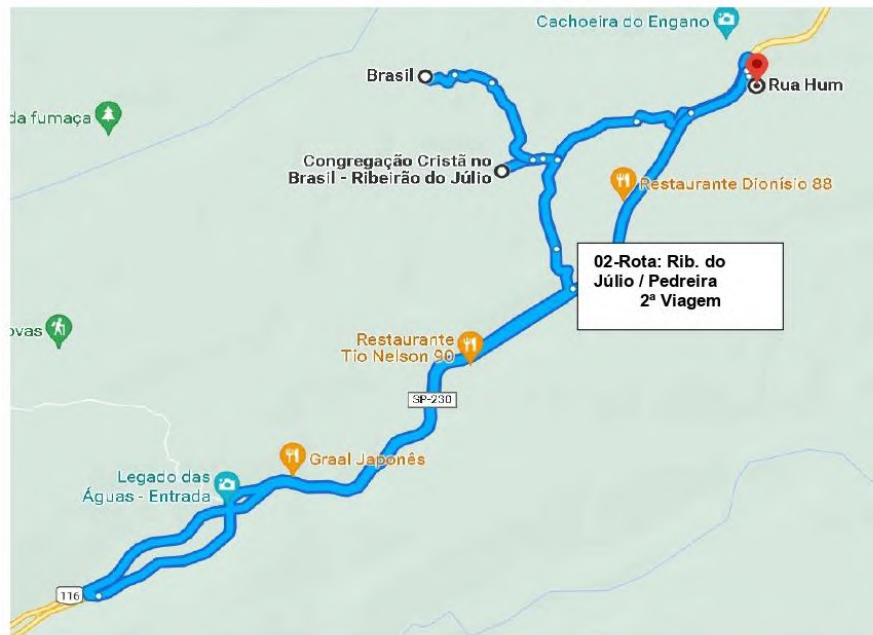 Cachoeira do Engano
Brasil
Rua Hum
da fumaça
Congregação Cristã no
Brasil - Ribeirão do Júlio
Restaurante Dionísio 88
02-Rota: Rib. do
Júlio / Pedreira
2ª Viagem
ovas
Restaurante
Tio Nelson 90
SP-230
Graal Japonês
Legado das
Águas - Entrada
116